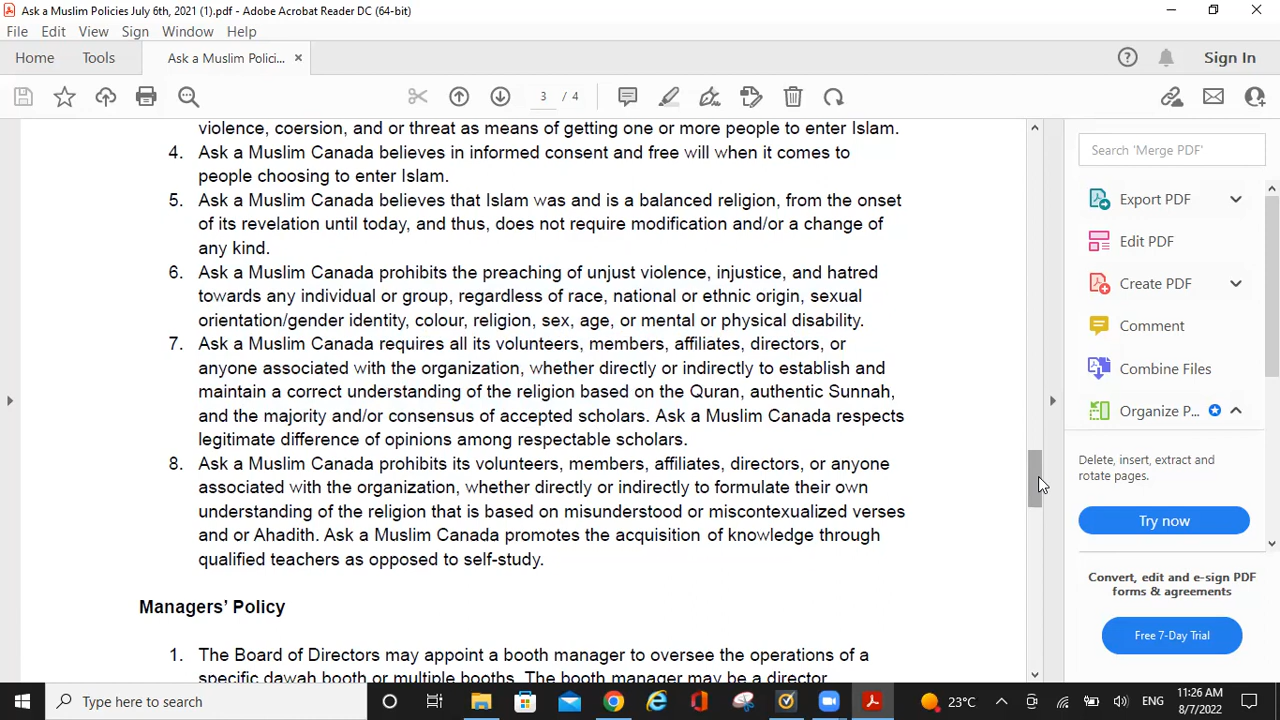 Ask a Muslim Policies July 6th, 2021 (1).pdf - Adobe Acrobat Reader DC (64-bit)
File Edit View Sign Window Help
Home Tools Ask a Muslim Polici... × Sign In
3 / 4
violence, coersion, and or threat as means of getting one or more people to enter Islam.
4. Ask a Muslim Canada believes in informed consent and free will when it comes to
people choosing to enter Islam.
5. Ask a Muslim Canada believes that Islam was and is a balanced religion, from the onset
of its revelation until today, and thus, does not require modification and/or a change of
any kind.
6. Ask a Muslim Canada prohibits the preaching of unjust violence, injustice, and hatred
towards any individual or group, regardless of race, national or ethnic origin, sexual
orientation/gender identity, colour, religion, sex, age, or mental or physical disability.
7. Ask a Muslim Canada requires all its volunteers, members, affiliates, directors, or
anyone associated with the organization, whether directly or indirectly to establish and
maintain a correct understanding of the religion based on the Quran, authentic Sunnah,
and the majority and/or consensus of accepted scholars. Ask a Muslim Canada respects
legitimate difference of opinions among respectable scholars.
8. Ask a Muslim Canada prohibits its volunteers, members, affiliates, directors, or anyone
associated with the organization, whether directly or indirectly to formulate their own
understanding of the religion that is based on misunderstood or miscontextualized verses
and or Ahadith. Ask a Muslim Canada promotes the acquisition of knowledge through
qualified teachers as opposed to self-study.
Managers' Policy
1. The Board of Directors may appoint a booth manager to oversee the operations of a
specific dawah booth or multiple booths. The booth manager may be a director
Search 'Merge PDF'
Export PDF
Edit PDF
Create PDF
Comment
Combine Files
Organize P...
Delete, insert, extract and
rotate pages.
Try now
Convert, edit and e-sign PDF
forms & agreements
Free 7-Day Trial
Type here to search
23°C
ENG
11:26 AM
8/7/2022